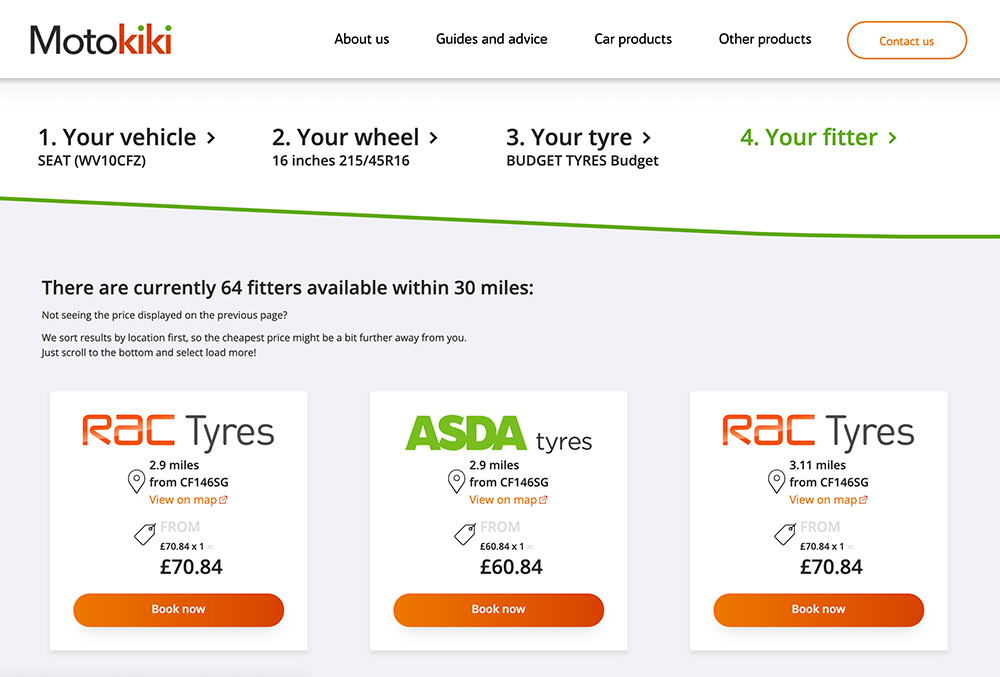 Motokiki
About us
Guides and advice
Car products
Other products
Contact us
1. Your vehicle >
SEAT (WV10CFZ)
2. Your wheel >
16 inches 215/45R16
3. Your tyre >
BUDGET TYRES Budget
4. Your fitter >
There are currently 64 fitters available within 30 miles:
Not seeing the price displayed on the previous page?
We sort results by location first, so the cheapest price might be a bit further away from you.
Just scroll to the bottom and select load more!
RAC Tyres
2.9 miles
from CF146SG
View on map
FROM
£70.84 x 1 =
£70.84
Book now
ASDA tyres
2.9 miles
from CF146SG
View on map
FROM
£60.84 x 1 =
£60.84
Book now
RAC Tyres
3.11 miles
from CF146SG
View on map
FROM
£70.84 x 1 =
£70.84
Book now